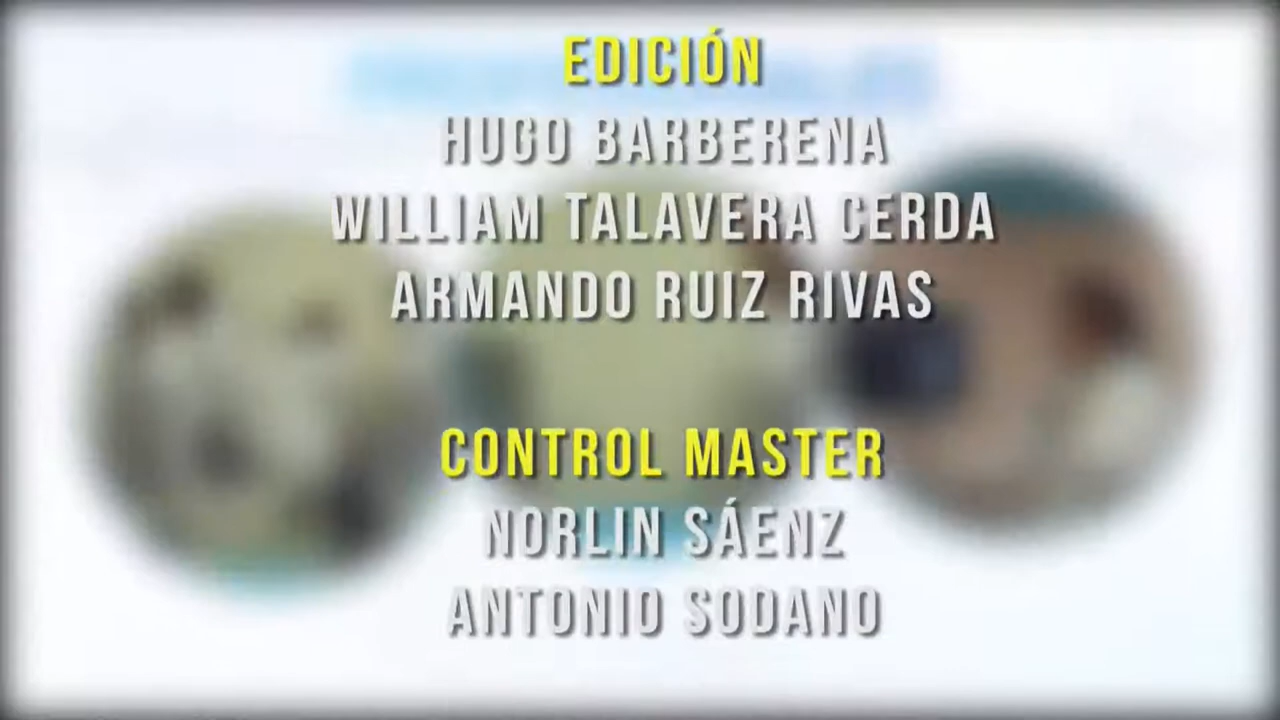 EDICIÓN
HUGO BARBERENA
WILLIAM TALAVERA CERDA
ARMANDO RUIZ RIVAS
CONTROL MASTER
NORLIN SÁENZ
ANTONIO SODANO